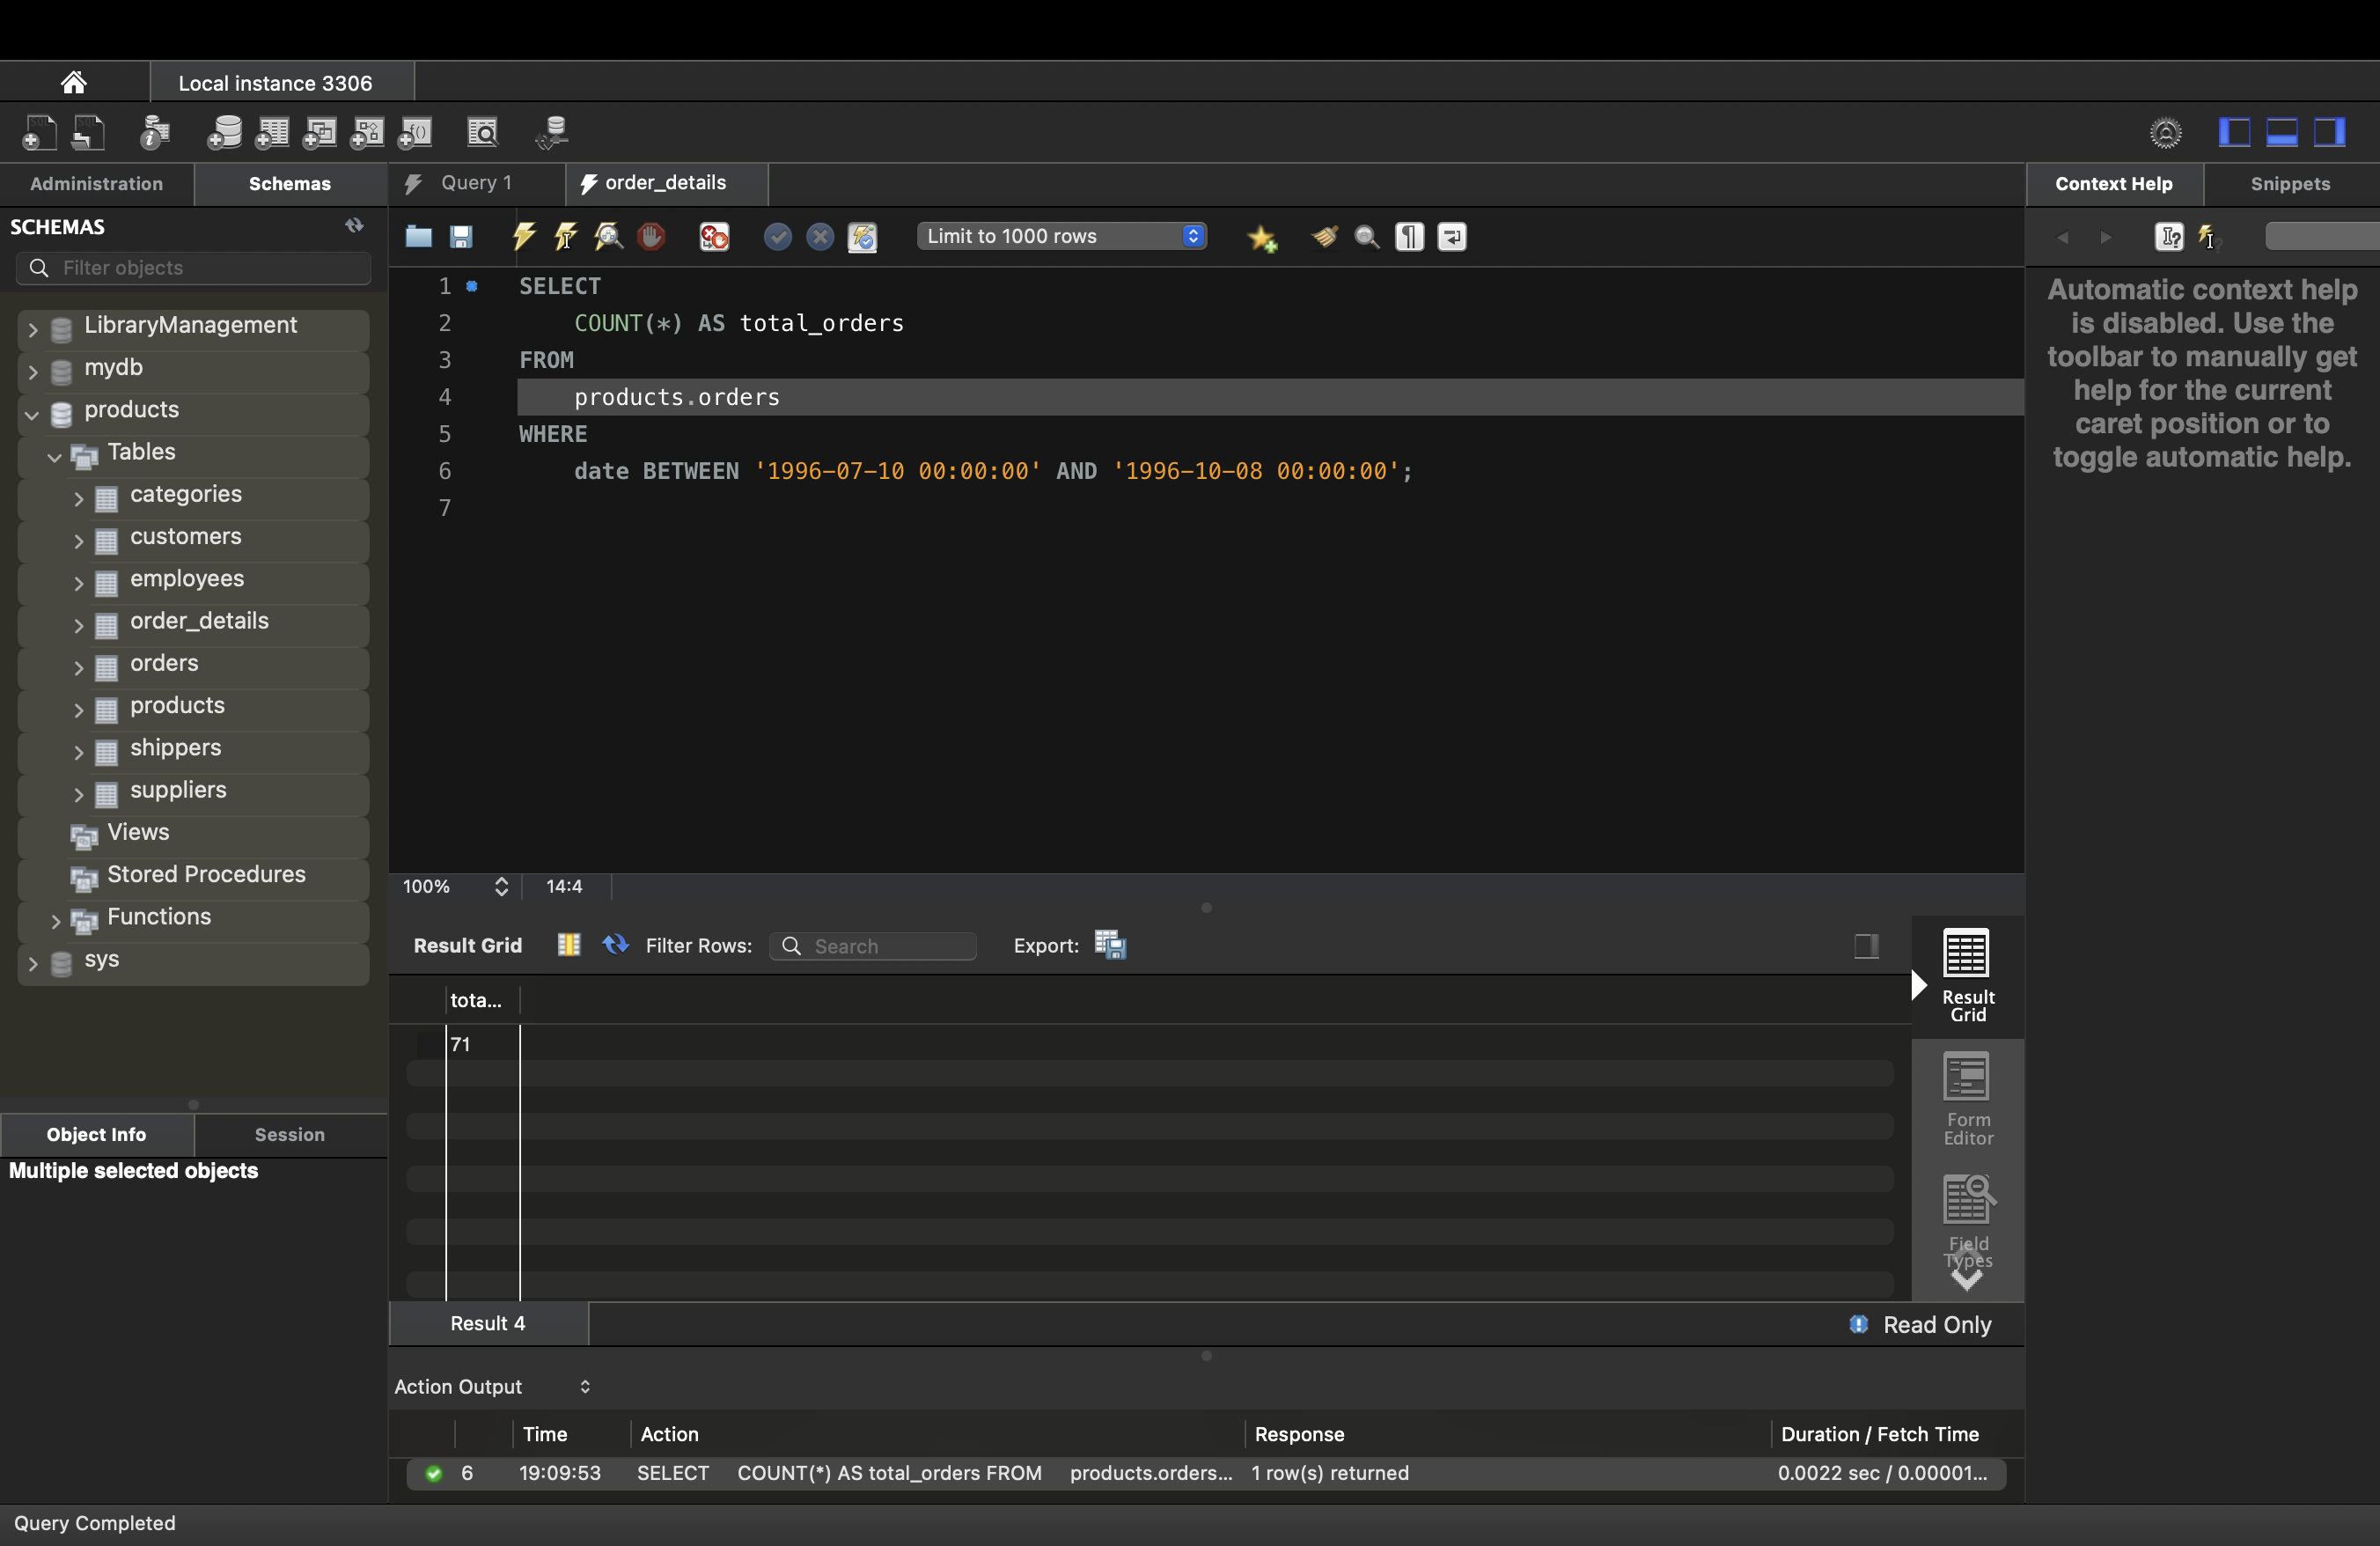 Local instance 3306
Administration
Schemas
Query 1
order_details
Context Help
Snippets
SCHEMAS
Filter objects
Limit to 1000 rows
LibraryManagement
mydb
products
Tables
categories
customers
employees
order_details
orders
products
shippers
suppliers
Views
Stored Procedures
Functions
sys
1 SELECT
2 COUNT(*) AS total_orders
3 FROM
4 products.orders
5 WHERE
6 date BETWEEN '1996-07-10 00:00:00' AND '1996-10-08 00:00:00';
7
Automatic context help
is disabled. Use the
toolbar to manually get
help for the current
caret position or to
toggle automatic help.
100% 14:4
Result Grid Filter Rows: Search Export:
tota...
71
Result
Grid
Form
Editor
Field
Types
Object Info
Session
Multiple selected objects
Result 4
Read Only
Action Output
Time Action Response Duration / Fetch Time
6 19:09:53 SELECT COUNT(*) AS total_orders FROM products.orders... 1 row(s) returned 0.0022 sec / 0.00001...
Query Completed